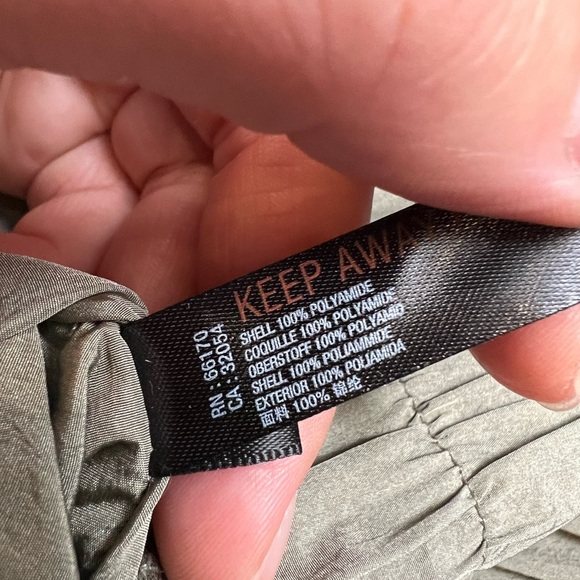 KEEP AWAY
RN: 66170
CA: 32054
SHELL 100% POLYAMIDE
COQUILLE 100% POLYAMIDE
OBERSTOFF 100% POLYAMID
SHELL 100% POLIAMMIDE
EXTERIOR 100% POLIAMIDA
面料 100% 锦纶